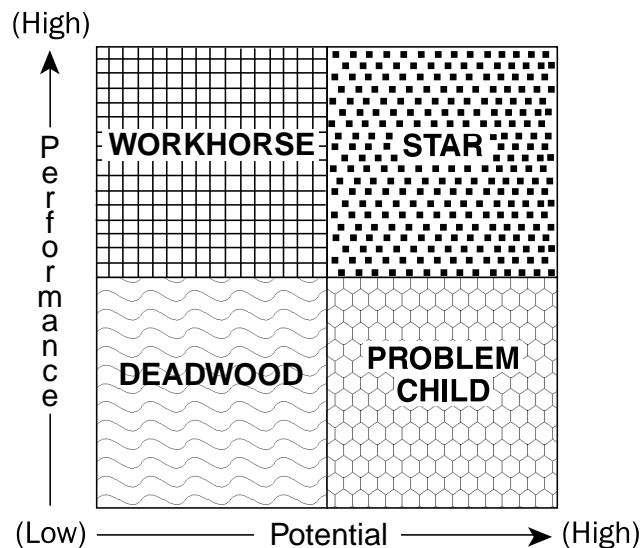 (High)
Performance
WORKHORSE
STAR
DEADWOOD
PROBLEM
CHILD
(Low)
Potential
(High)